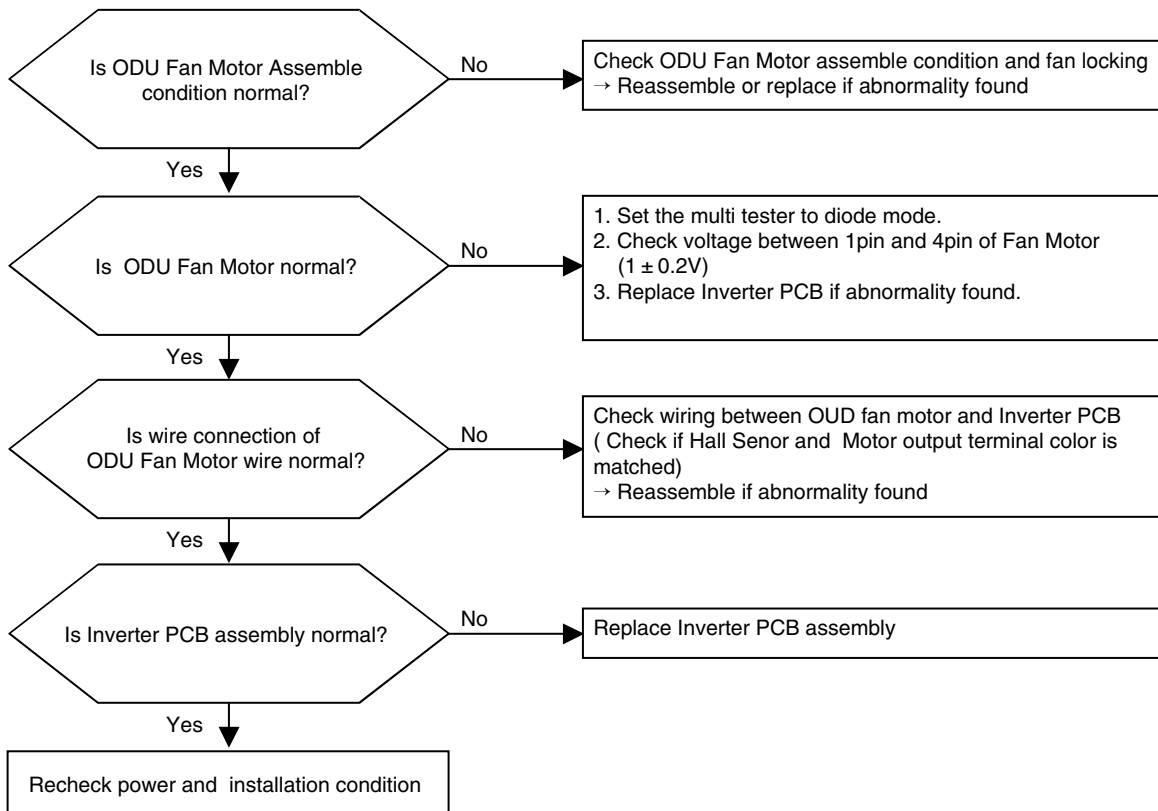 Is ODU Fan Motor Assemble
condition normal?
No
Check ODU Fan Motor assemble condition and fan locking
→ Reassemble or replace if abnormality found
Yes
Is ODU Fan Motor normal?
No
1. Set the multi tester to diode mode.
2. Check voltage between 1pin and 4pin of Fan Motor
(1 ± 0.2V)
3. Replace Inverter PCB if abnormality found.
Yes
Is wire connection of
ODU Fan Motor wire normal?
No
Check wiring between OUD fan motor and Inverter PCB
( Check if Hall Senor and Motor output terminal color is
matched)
→ Reassemble if abnormality found
Yes
Is Inverter PCB assembly normal?
No
Replace Inverter PCB assembly
Yes
Recheck power and installation condition